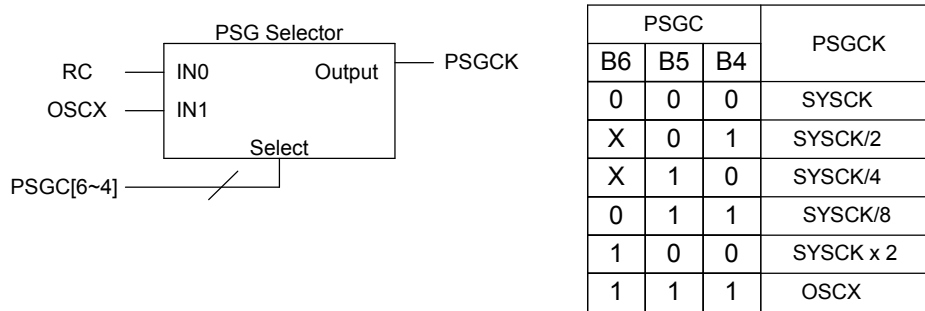 PSG Selector
RC IN0 Output PSGCK
OSCX IN1
Select
PSGC[6~4]
PSGC PSGCK
B6 B5 B4
0 0 0 SYSCK
X 0 1 SYSCK/2
X 1 0 SYSCK/4
0 1 1 SYSCK/8
1 0 0 SYSCK x 2
1 1 1 OSCX